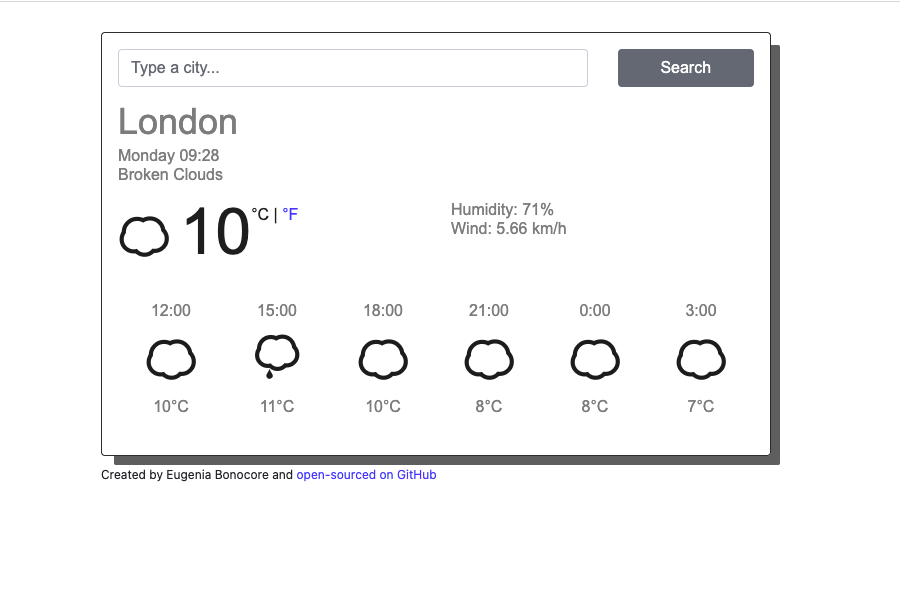 Type a city...
Search
London
Monday 09:28
Broken Clouds
10 °C | °F
Humidity: 71%
Wind: 5.66 km/h
12:00 15:00 18:00 21:00 0:00 3:00
10°C 11°C 10°C 8°C 8°C 7°C
Created by Eugenia Bonocore and open-sourced on GitHub